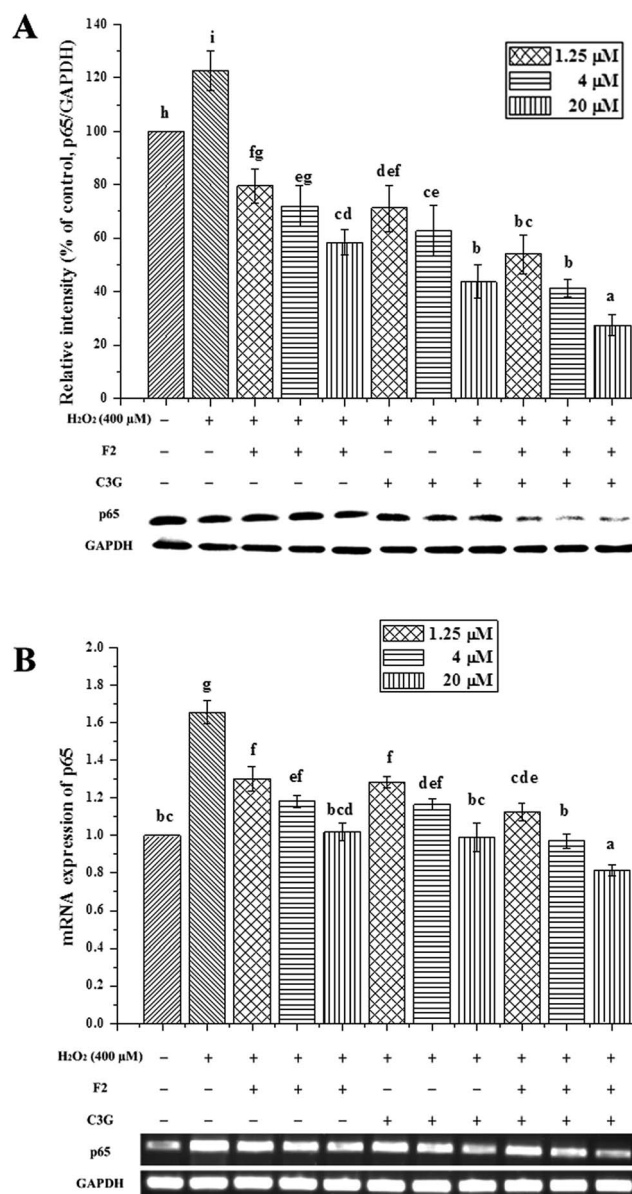 A
Relative intensity (% of control, p65/GAPDH)
140
120
100
80
60
40
20
0
1.25 µM
4 µM
20 µM
h
i
fg
eg
cd
def
ce
b
bc
b
a
H₂O₂ (400 µM) − + + + + + + + + + +
F2 − − + + + − − − + + +
C3G − − − − − + + + + + +
p65
GAPDH
B
mRNA expression of p65
2.0
1.8
1.6
1.4
1.2
1.0
0.8
0.6
0.4
0.2
0.0
1.25 µM
4 µM
20 µM
bc
g
f
ef
bcd
f
def
bc
cde
b
a
H₂O₂ (400 µM) − + + + + + + + + + +
F2 − − + + + − − − + + +
C3G − − − − − + + + + + +
p65
GAPDH